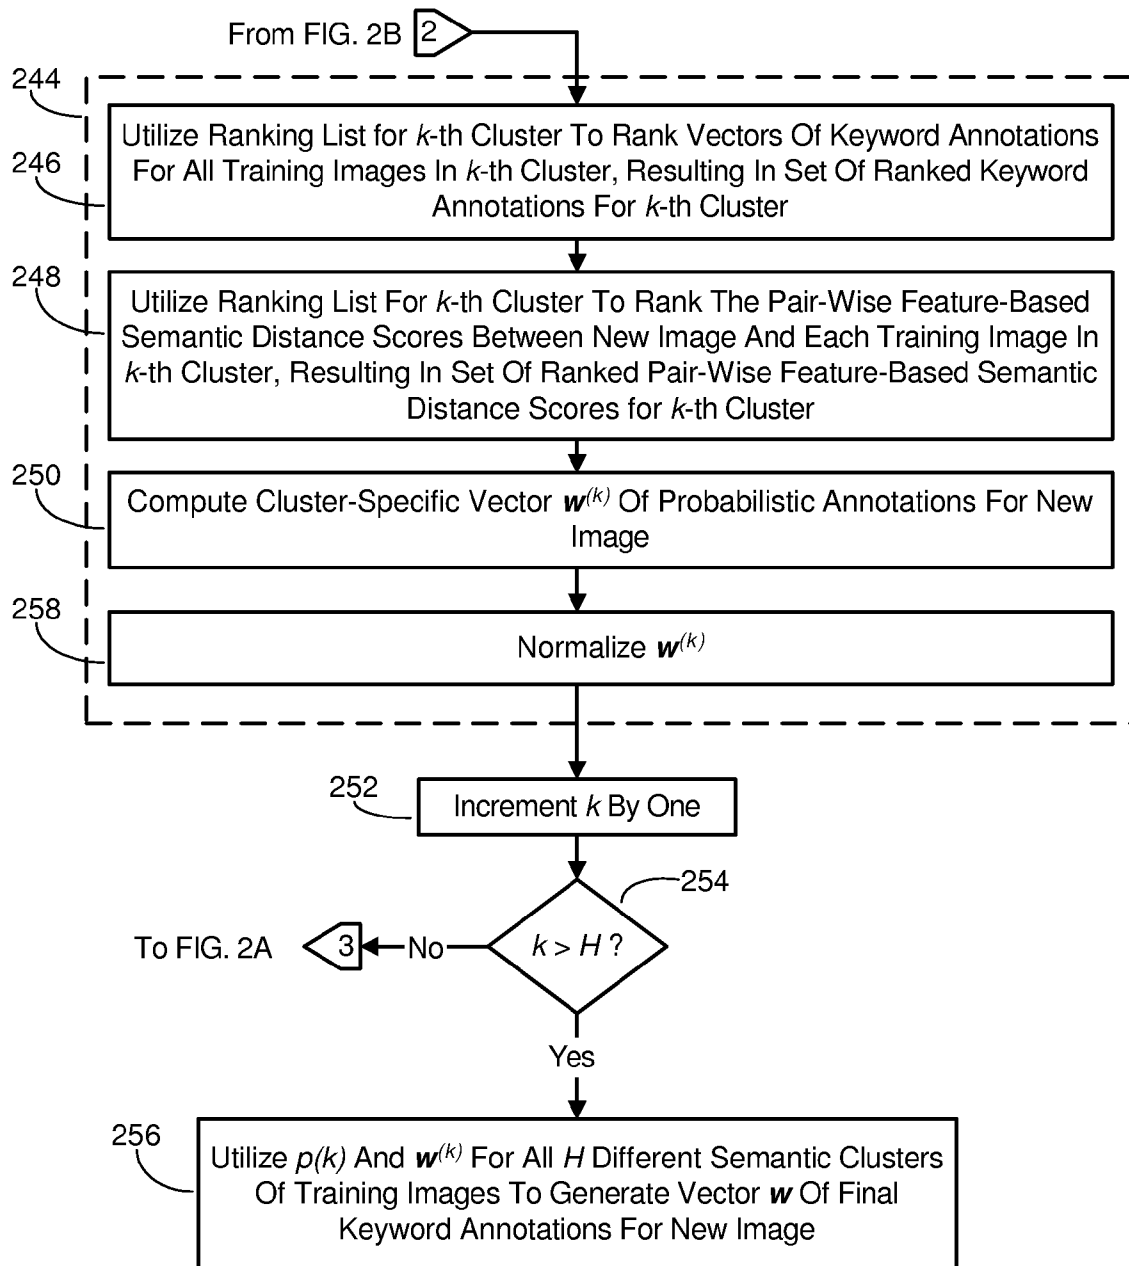 From FIG. 2B 2
244
Utilize Ranking List for k-th Cluster To Rank Vectors Of Keyword Annotations
For All Training Images In k-th Cluster, Resulting In Set Of Ranked Keyword
Annotations For k-th Cluster
246
248
Utilize Ranking List For k-th Cluster To Rank The Pair-Wise Feature-Based
Semantic Distance Scores Between New Image And Each Training Image In
k-th Cluster, Resulting In Set Of Ranked Pair-Wise Feature-Based Semantic
Distance Scores for k-th Cluster
250
Compute Cluster-Specific Vector w(k) Of Probabilistic Annotations For New
Image
258
Normalize w(k)
252
Increment k By One
254
k > H ?
To FIG. 2A 3 No
Yes
256
Utilize p(k) And w(k) For All H Different Semantic Clusters
Of Training Images To Generate Vector w Of Final
Keyword Annotations For New Image